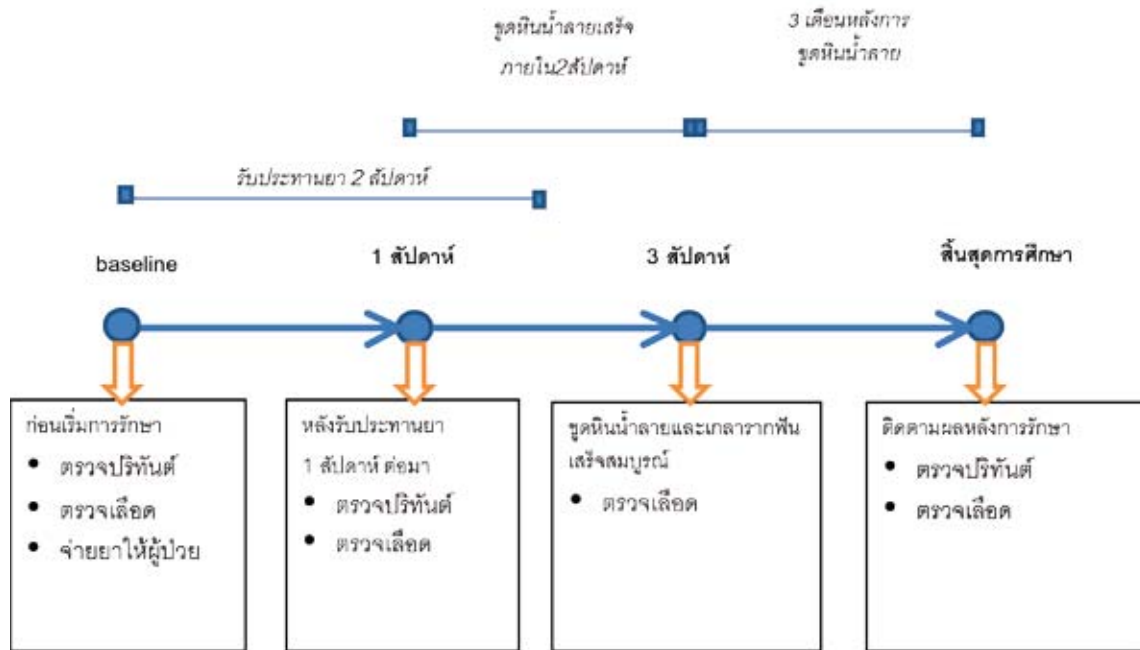 ขูดหินน้ำลายเสร็จ
ภายใน2สัปดาห์
3 เดือนหลังการ
ขูดหินน้ำลาย
รับประทานยา 2 สัปดาห์
baseline
1 สัปดาห์
3 สัปดาห์
สิ้นสุดการศึกษา
ก่อนเริ่มการรักษา
• ตรวจปริทันต์
• ตรวจเลือด
• จ่ายยาให้ผู้ป่วย
หลังรับประทานยา
1 สัปดาห์ ต่อมา
• ตรวจปริทันต์
• ตรวจเลือด
ขูดหินน้ำลายและเกลารากฟัน
เสร็จสมบูรณ์
• ตรวจเลือด
ติดตามผลหลังการรักษา
• ตรวจปริทันต์
• ตรวจเลือด